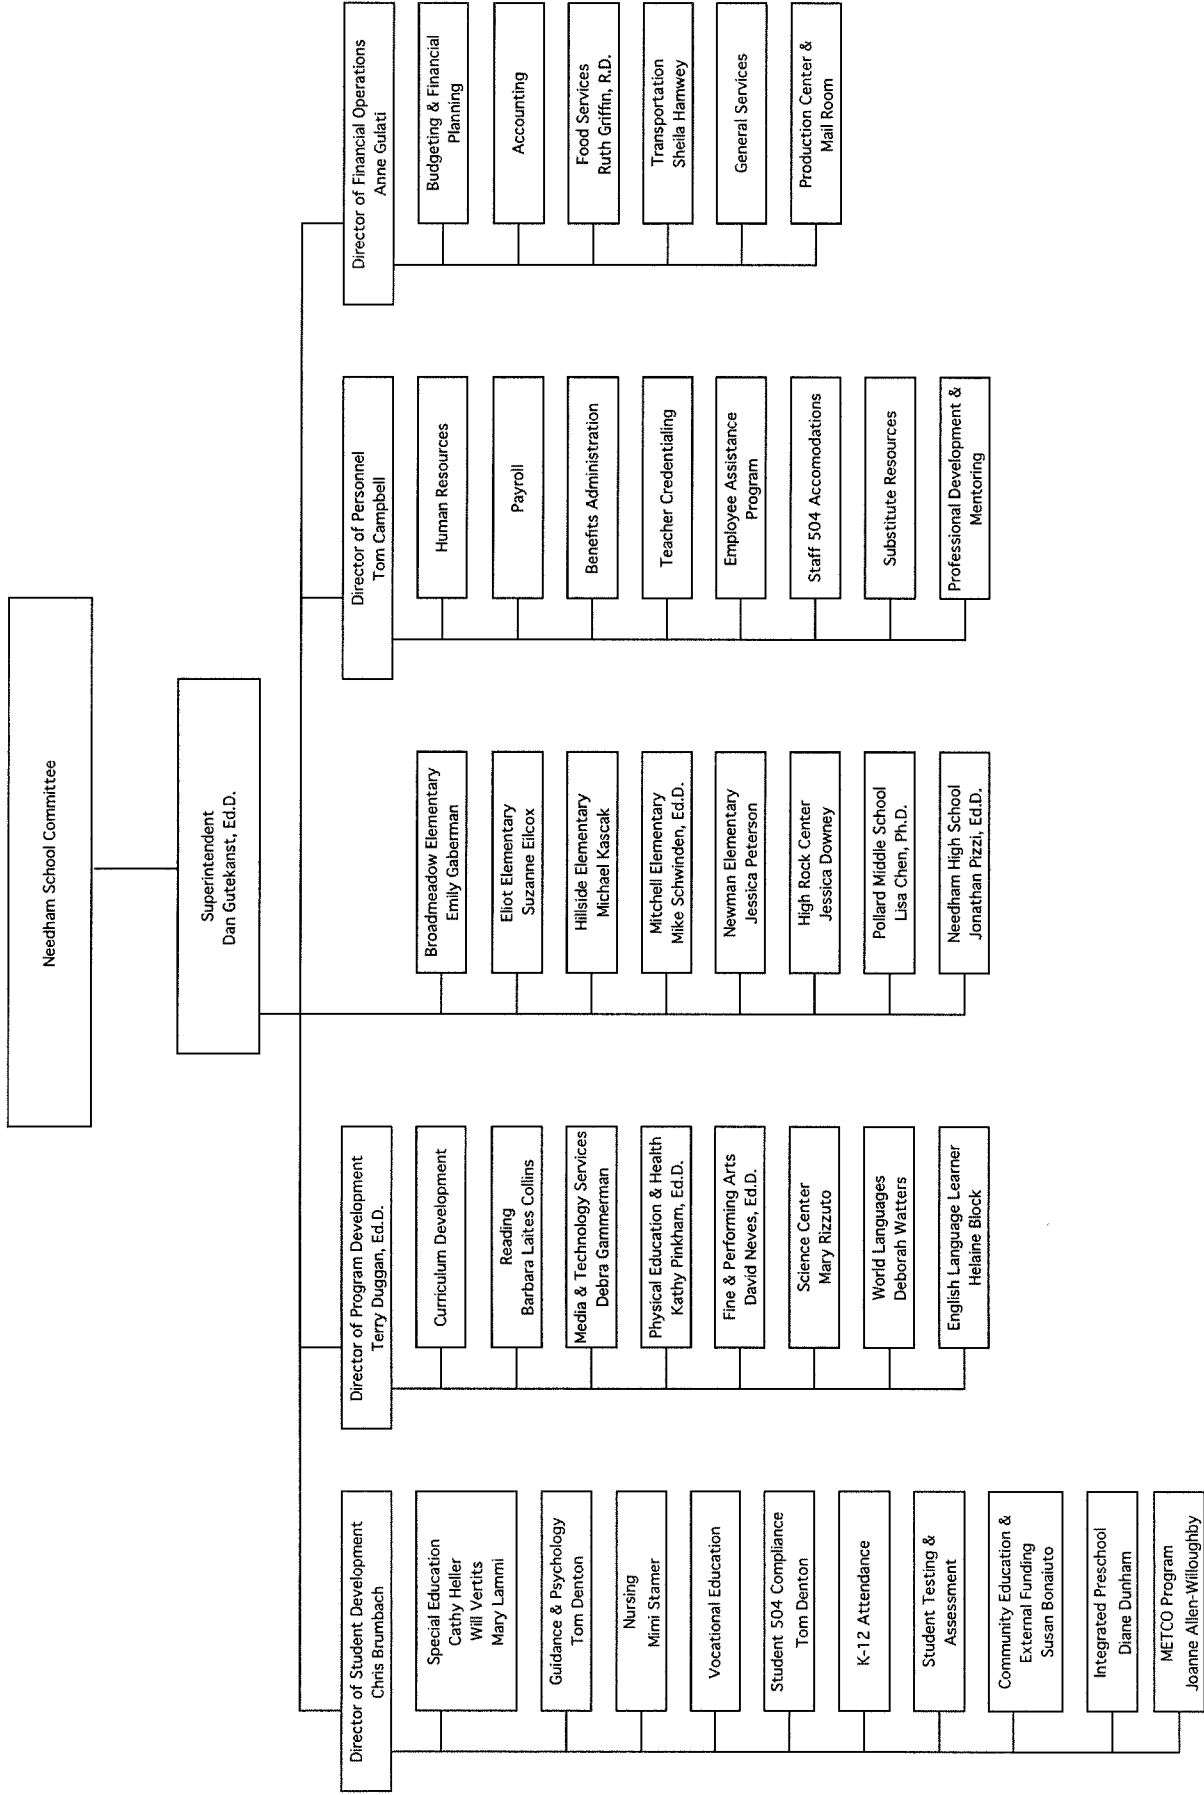 Needham School Committee
Superintendent
Dan Gutekanst, Ed.D.
Director of Student Development
Chris Brumbach
Special Education
Cathy Heller
Will Vertits
Mary Lammi
Guidance & Psychology
Tom Denton
Nursing
Mimi Stamer
Vocational Education
Student 504 Compliance
Tom Denton
K-12 Attendance
Student Testing &
Assessment
Community Education &
External Funding
Susan Bonaiuto
Integrated Preschool
Diane Dunham
METCO Program
Joanne Allen-Willoughby
Director of Program Development
Terry Duggan, Ed.D.
Curriculum Development
Reading
Barbara Laites Collins
Media & Technology Services
Debra Gammerman
Physical Education & Health
Kathy Pinkham, Ed.D.
Fine & Performing Arts
David Neves, Ed.D.
Science Center
Mary Rizzuto
World Languages
Deborah Watters
English Language Learner
Helaine Block
Broadmeadow Elementary
Emily Gaberman
Eliot Elementary
Suzanne Eilcox
Hillside Elementary
Michael Kascak
Mitchell Elementary
Mike Schwinden, Ed.D.
Newman Elementary
Jessica Peterson
High Rock Center
Jessica Downey
Pollard Middle School
Lisa Chen, Ph.D.
Needham High School
Jonathan Pizzi, Ed.D.
Director of Personnel
Tom Campbell
Human Resources
Payroll
Benefits Administration
Teacher Credentialing
Employee Assistance
Program
Staff 504 Accomodations
Substitute Resources
Professional Development &
Mentoring
Director of Financial Operations
Anne Gulati
Budgeting & Financial
Planning
Accounting
Food Services
Ruth Griffin, R.D.
Transportation
Sheila Hamwey
General Services
Production Center &
Mail Room